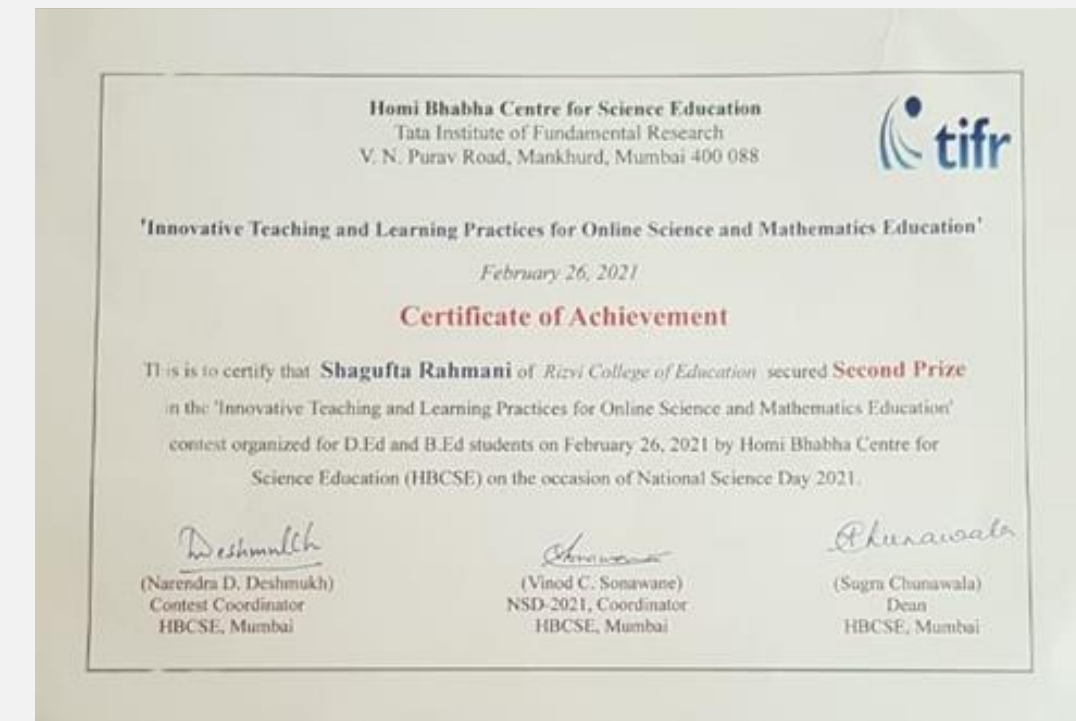 Homi Bhabha Centre for Science Education
Tata Institute of Fundamental Research
V. N. Purav Road, Mankhurd, Mumbai 400 088
tifr
'Innovative Teaching and Learning Practices for Online Science and Mathematics Education'
February 26, 2021
Certificate of Achievement
This is to certify that Shagufta Rahmani of Rizvi College of Education secured Second Prize
in the 'Innovative Teaching and Learning Practices for Online Science and Mathematics Education'
contest organized for D.Ed and B.Ed students on February 26, 2021 by Homi Bhabha Centre for
Science Education (HBCSE) on the occasion of National Science Day 2021.
Deshmukh
Chunawala
(Narendra D. Deshmukh)
(Vinod C. Sonawane)
(Sugra Chunawala)
Contest Coordinator
NSD-2021, Coordinator
Dean
HBCSE, Mumbai
HBCSE, Mumbai
HBCSE, Mumbai